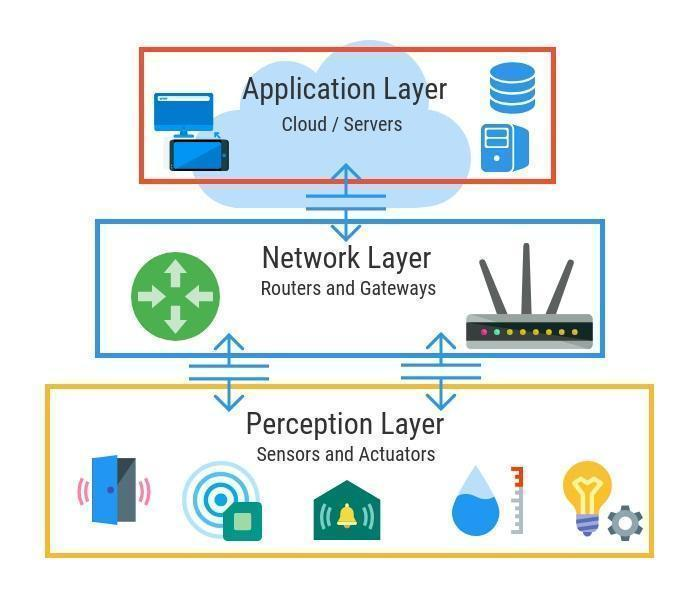 Application Layer
Cloud / Servers
Network Layer
Routers and Gateways
Perception Layer
Sensors and Actuators